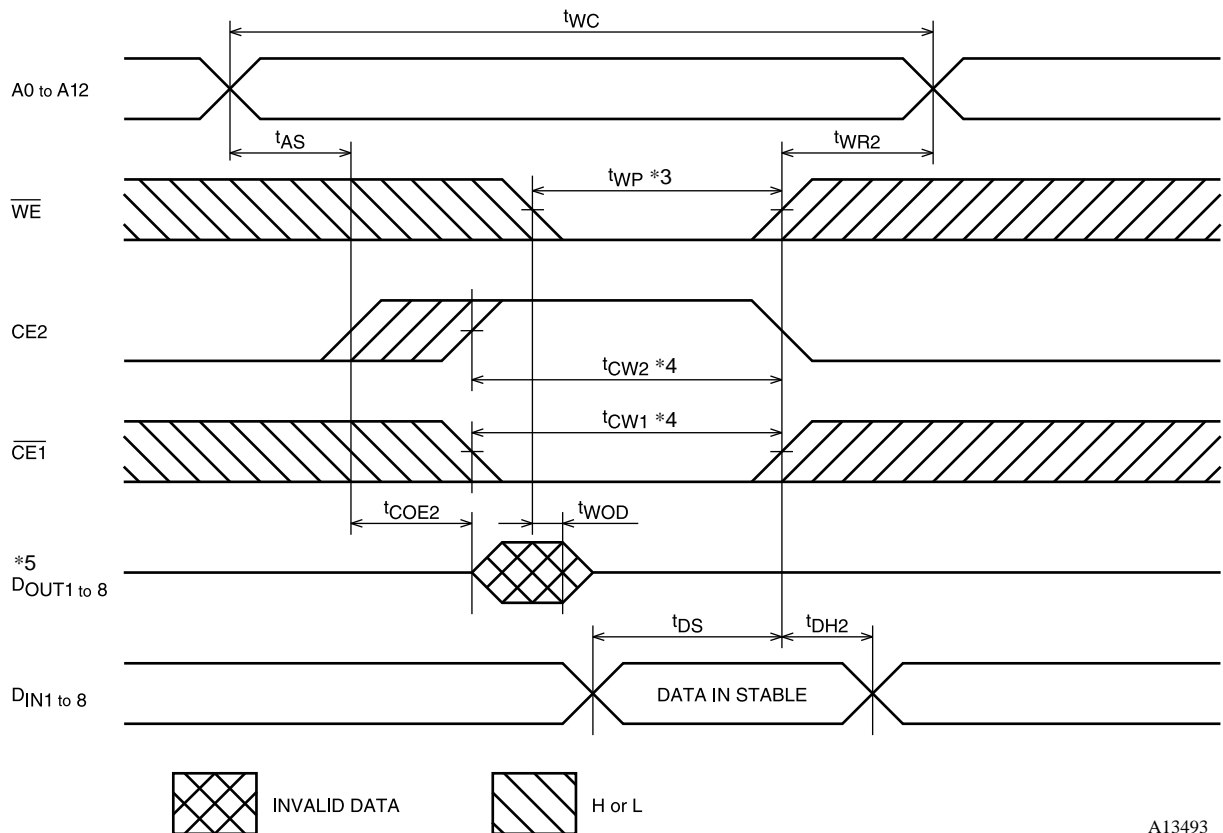 tWC
A0 to A12
tAS
tWR2
WE
tWP *3
CE2
tCW2 *4
CE1
tCW1 *4
tCOE2
tWOD
*5
DOUT1 to 8
tDS
tDH2
DIN1 to 8
DATA IN STABLE
INVALID DATA
H or L
A13493